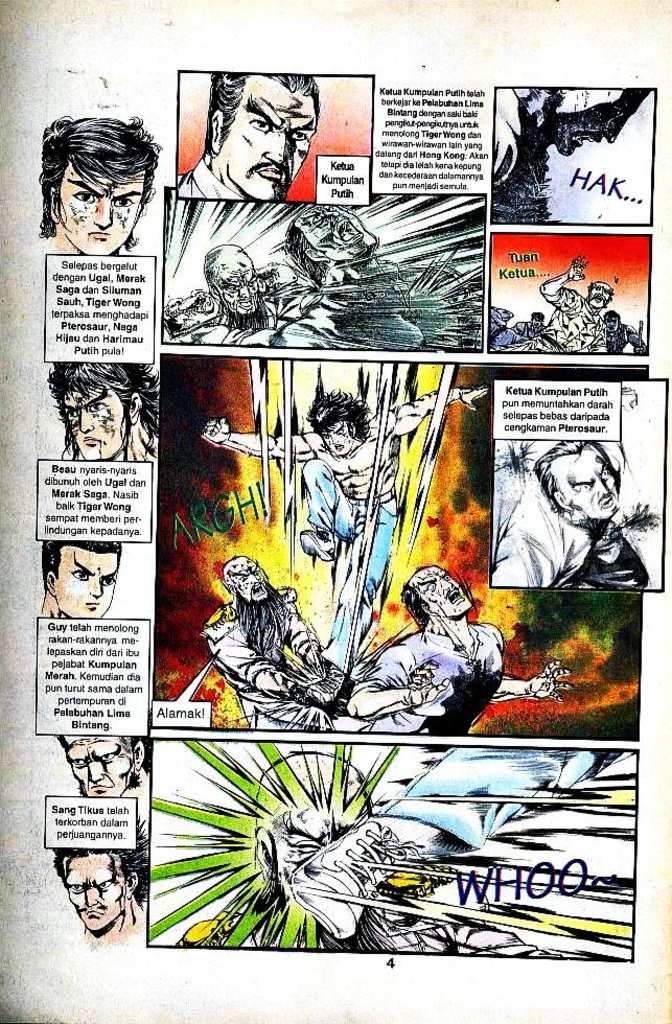 Selepas bergelut
dengan Ugal, Merak
Saga dan Siluman
Sauh, Tiger Wong
terpaksa menghadapi
Pterosaur, Naga
Hijau dan Harimau
Putih pula!
Beau nyaris-nyaris
dibunuh oleh Ugal dan
Merak Saga. Nasib
baik Tiger Wong
sempat memberi per-
lindungan kepadanya.
Guy telah menolong
rakan-rakannya me-
lepaskan diri dari ibu
pejabat Kumpulan
Merah. Kemudian dia
pun turut sama dalam
pertempuran di
Pelabuhan Lima
Bintang.
Sang Tikus telah
terkorban dalam
perjuangannya.
Ketua
Kumpulan
Putih
Ketua Kumpulan Putih telah
berkejar ke Pelabuhan Lima
Bintang dengan saki baki
pengikut-pengikutnya untuk
menolong Tiger Wong dan
wirawan-wirawan lain yang
datang dari Hong Kong. Akan
tetapi dia telah kena kepung dan
kecederaan dalamannya
pun menjadi semula.
HAK...
Tuan
Ketua....
ARGH!
Ketua Kumpulan Putih
pun memuntahkan darah
selepas bebas daripada
cengkaman Pterosaur.
Alamak!
WHOO~
4